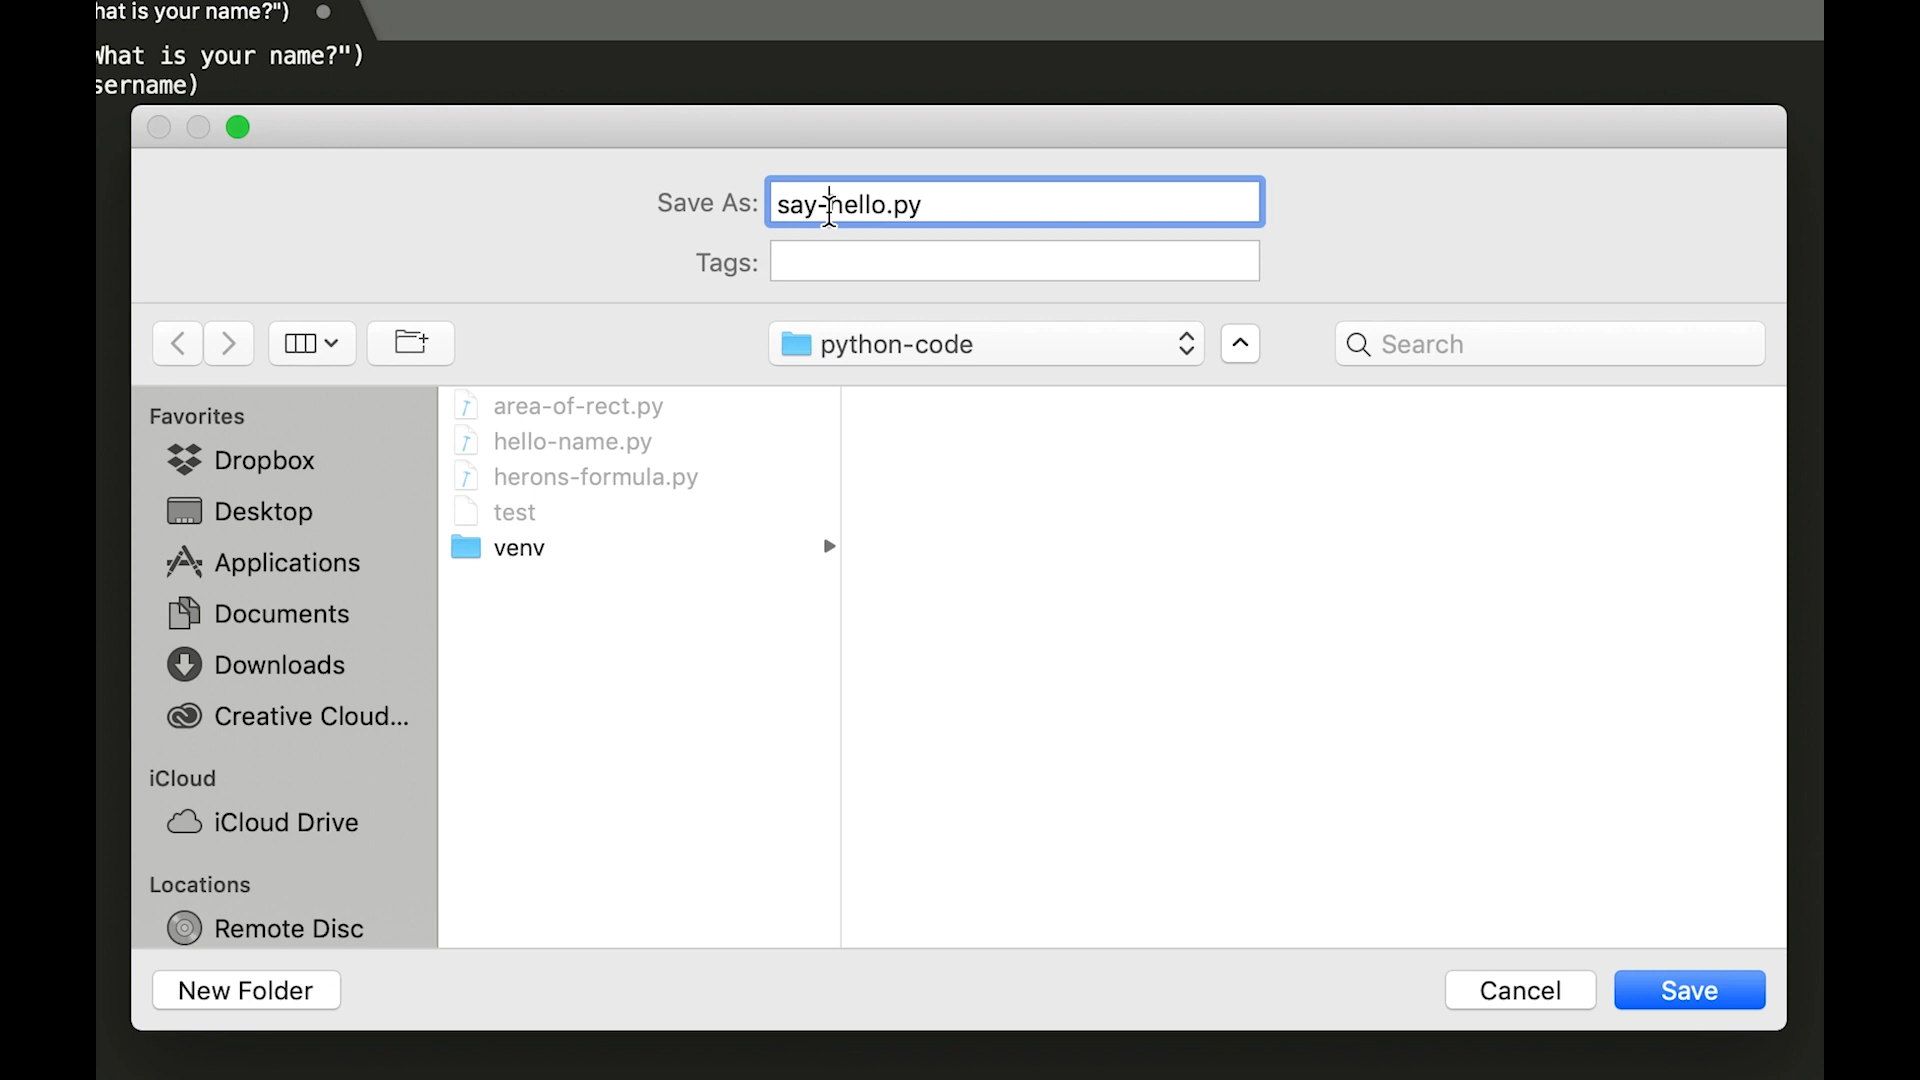 hat is your name?")
What is your name?")
sername)
Save As: say-hello.py
Tags:
python-code
Search
Favorites
Dropbox
Desktop
Applications
Documents
Downloads
Creative Cloud...
iCloud
iCloud Drive
Locations
Remote Disc
area-of-rect.py
hello-name.py
herons-formula.py
test
venv
New Folder
Cancel
Save